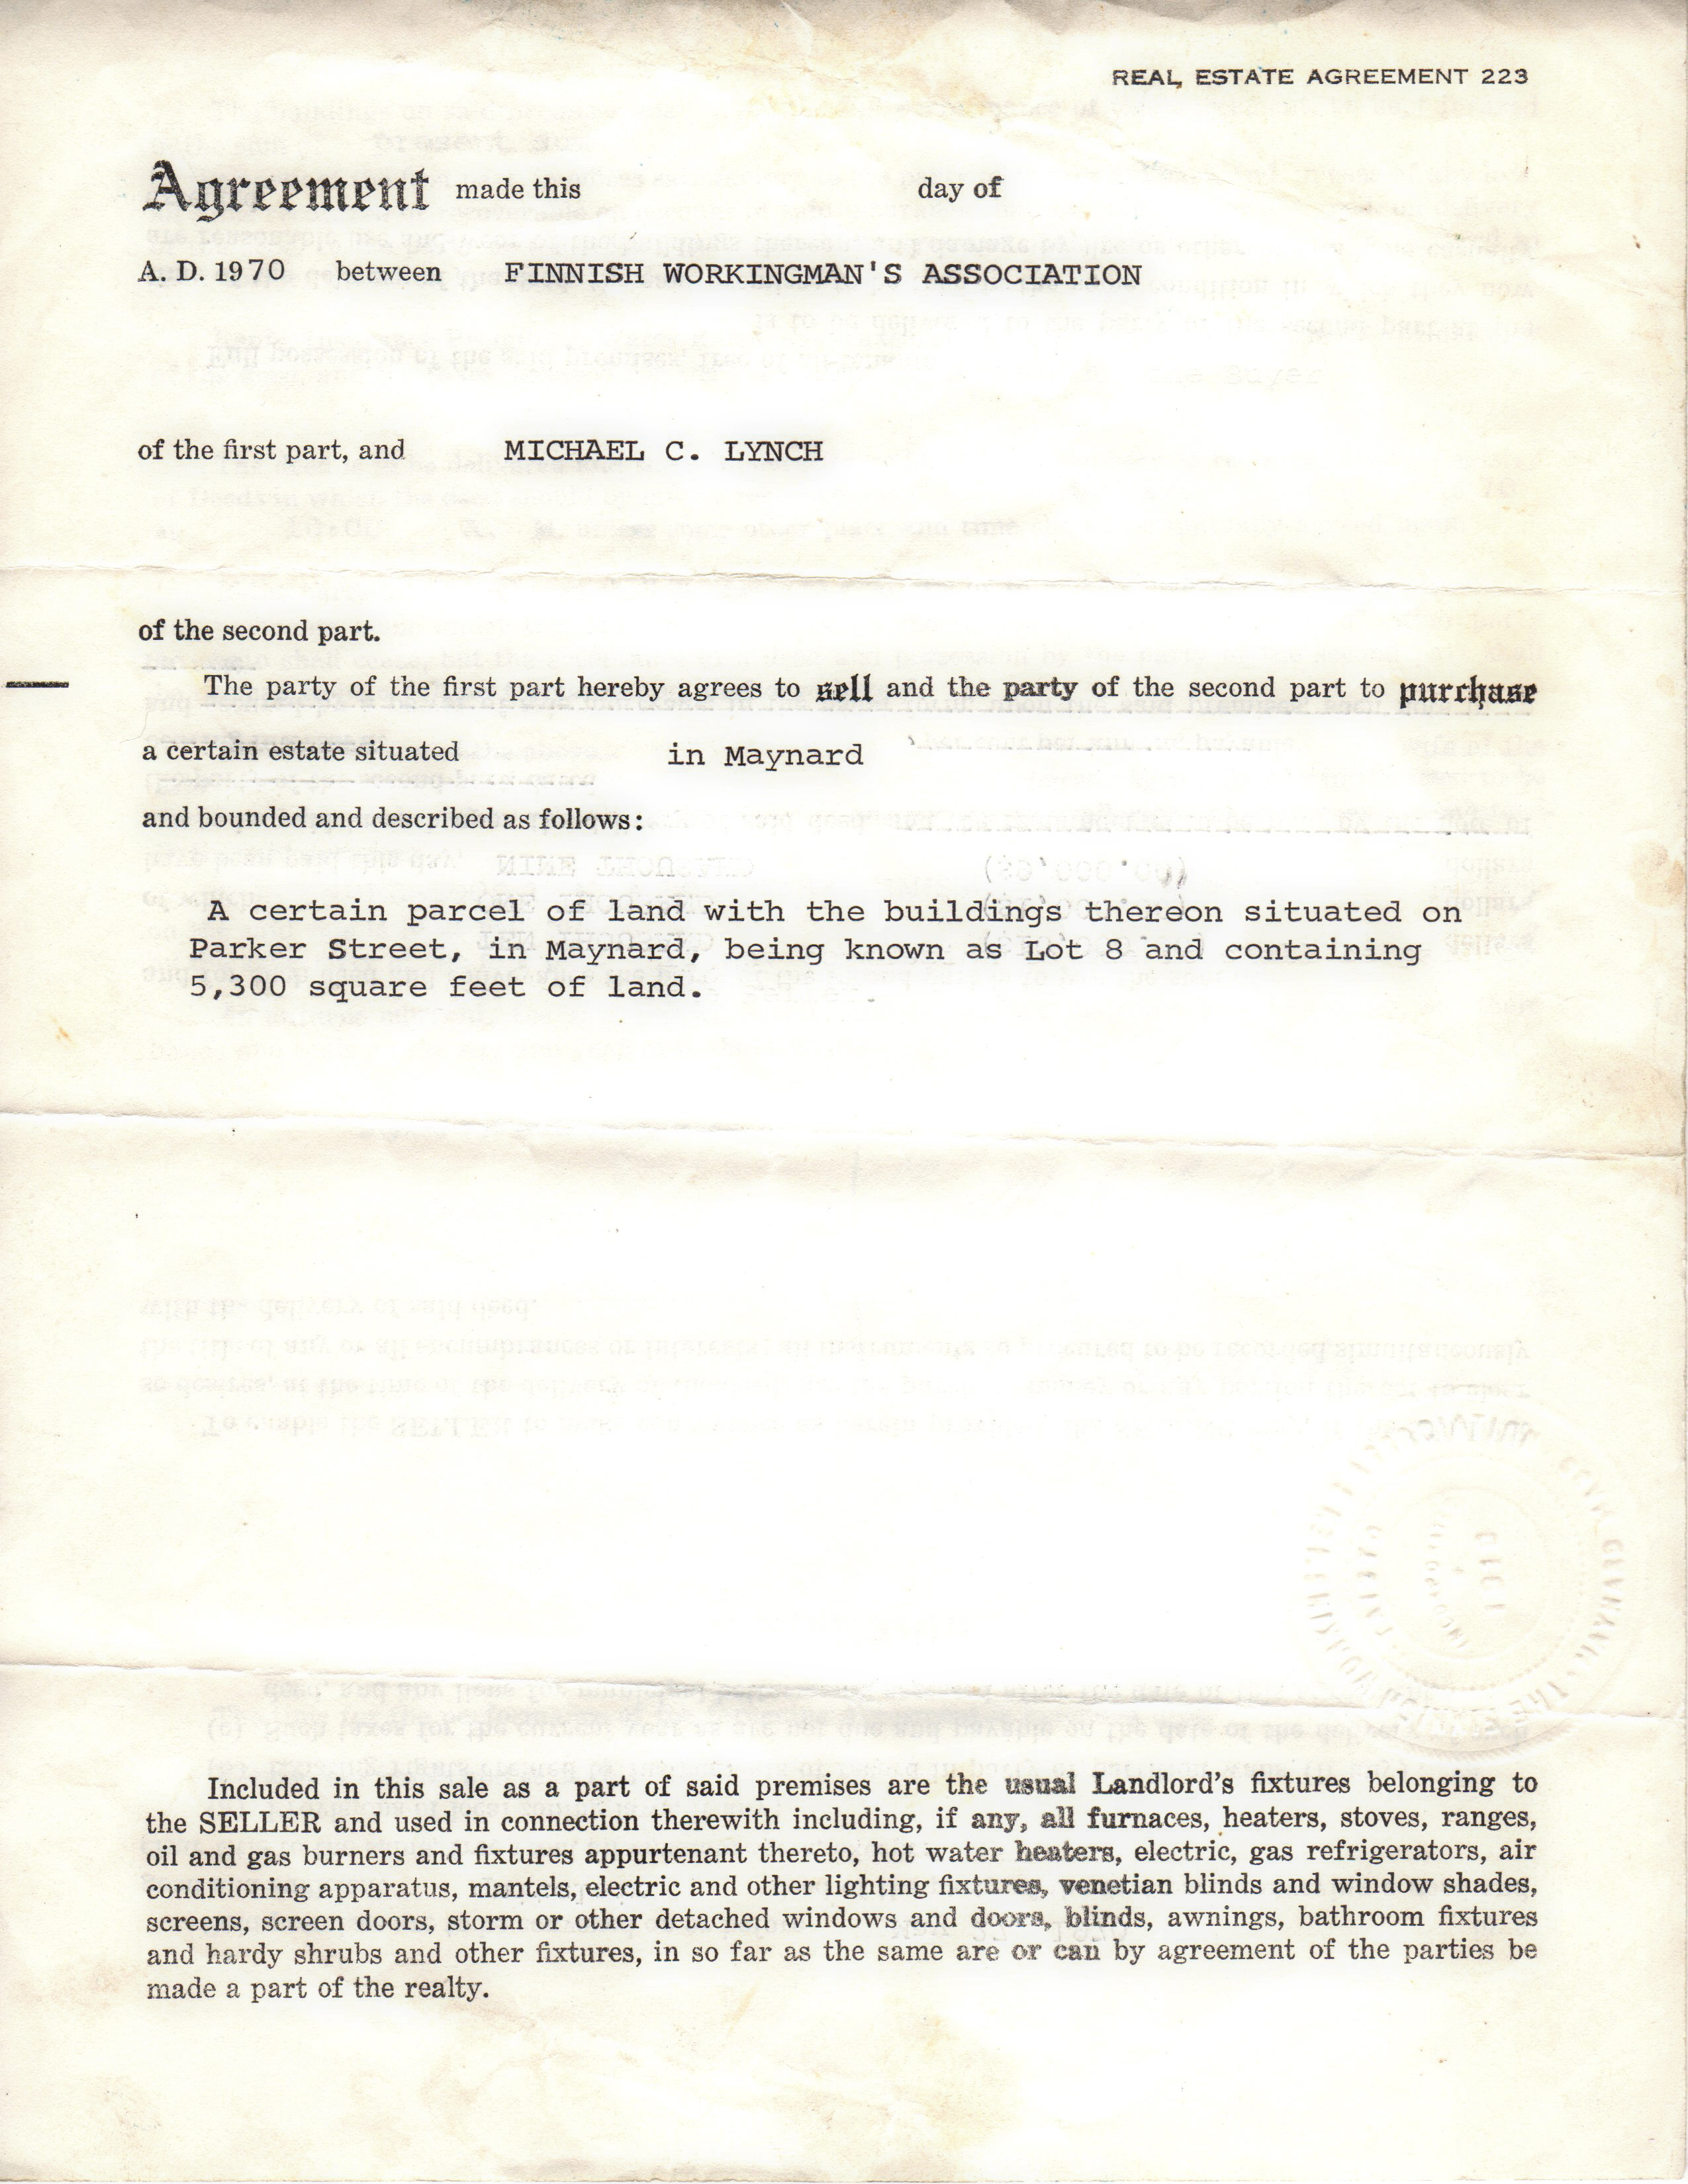 REAL ESTATE AGREEMENT 223
Agreement made this day of
A. D. 1970 between FINNISH WORKINGMAN'S ASSOCIATION
of the first part, and MICHAEL C. LYNCH
of the second part.
The party of the first part hereby agrees to sell and the party of the second part to purchase
a certain estate situated in Maynard
and bounded and described as follows:
A certain parcel of land with the buildings thereon situated on
Parker Street, in Maynard, being known as Lot 8 and containing
5,300 square feet of land.
Included in this sale as a part of said premises are the usual Landlord's fixtures belonging to
the SELLER and used in connection therewith including, if any, all furnaces, heaters, stoves, ranges,
oil and gas burners and fixtures appurtenant thereto, hot water heaters, electric, gas refrigerators, air
conditioning apparatus, mantels, electric and other lighting fixtures, venetian blinds and window shades,
screens, screen doors, storm or other detached windows and doors, blinds, awnings, bathroom fixtures
and hardy shrubs and other fixtures, in so far as the same are or can by agreement of the parties be
made a part of the realty.